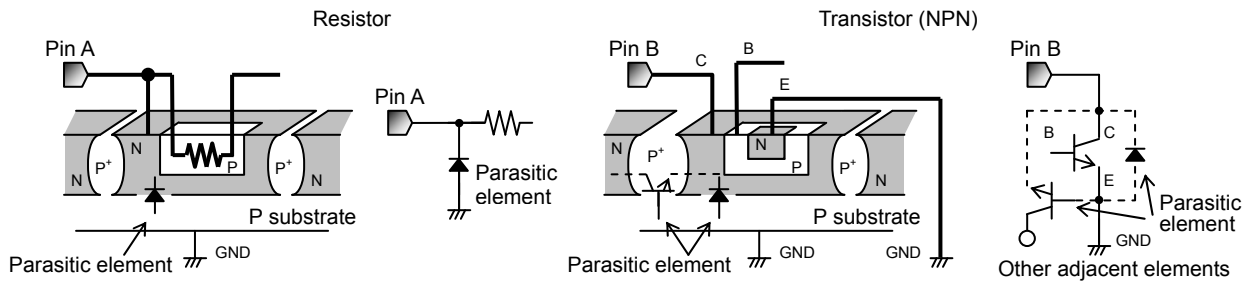 Resistor
Pin A
N
N
P+
P
P+
N
P substrate
GND
Parasitic element
Pin A
Parasitic
element
Transistor (NPN)
Pin B
C
B
E
N
P+
N
P
P+
N
P substrate
GND
GND
Parasitic element
Pin B
B
C
E
GND
Parasitic
element
Other adjacent elements